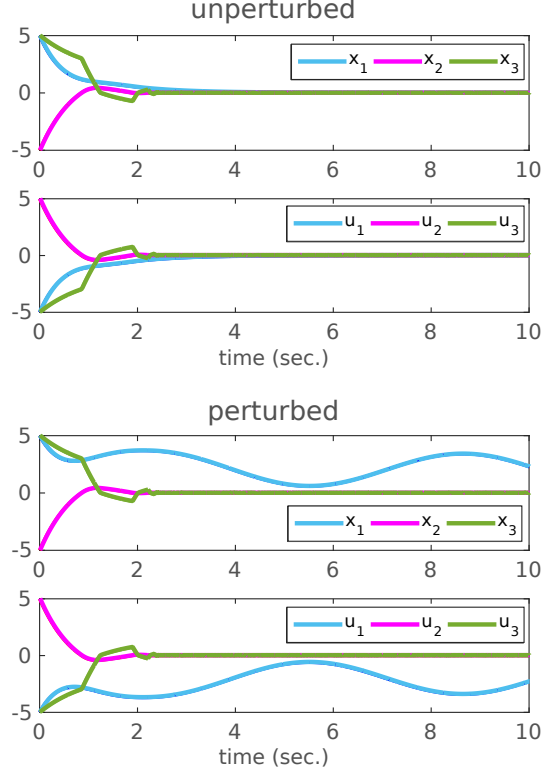 unperturbed
5
0
-5
x1 x2 x3
0 2 4 6 8 10
5
0
-5
u1 u2 u3
0 2 4 6 8 10
time (sec.)
perturbed
5
0
-5
x1 x2 x3
0 2 4 6 8 10
5
0
-5
u1 u2 u3
0 2 4 6 8 10
time (sec.)